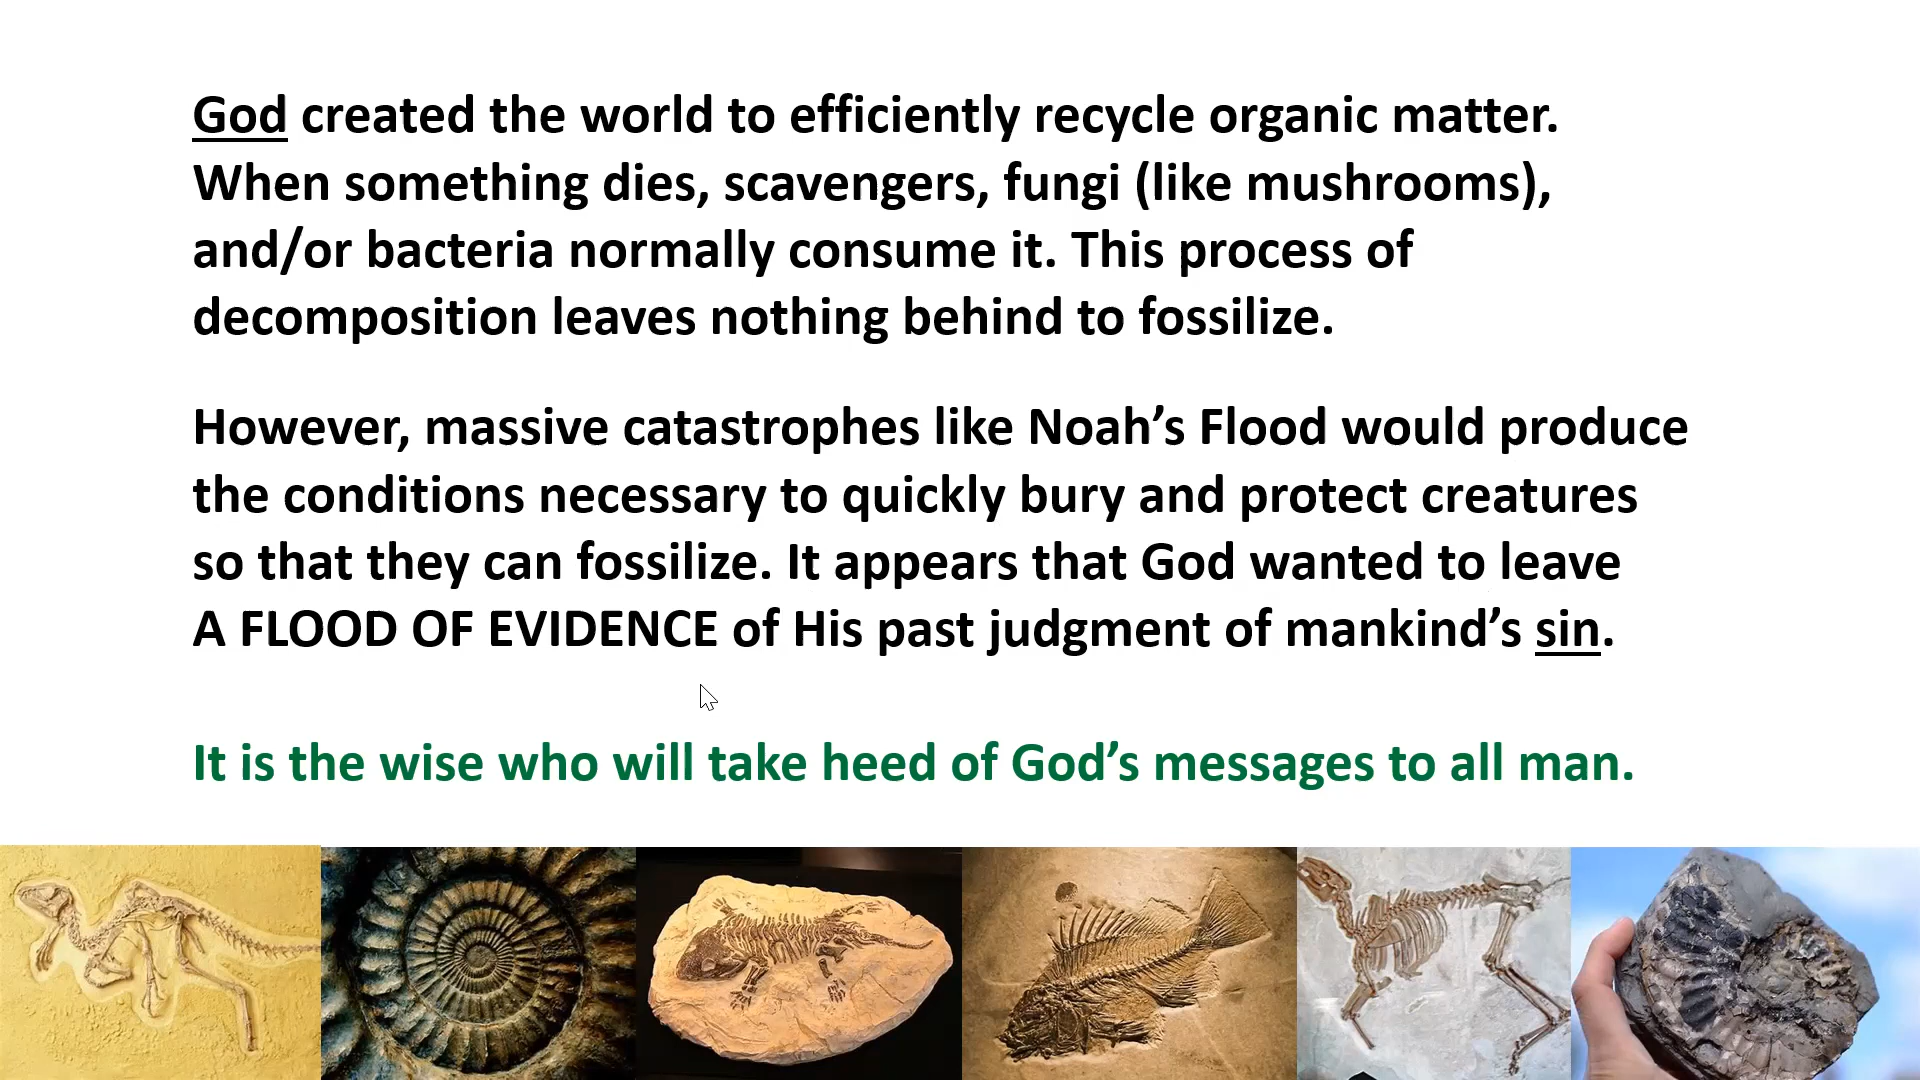 God created the world to efficiently recycle organic matter.
When something dies, scavengers, fungi (like mushrooms),
and/or bacteria normally consume it. This process of
decomposition leaves nothing behind to fossilize.
However, massive catastrophes like Noah’s Flood would produce
the conditions necessary to quickly bury and protect creatures
so that they can fossilize. It appears that God wanted to leave
A FLOOD OF EVIDENCE of His past judgment of mankind’s sin.
It is the wise who will take heed of God’s messages to all man.